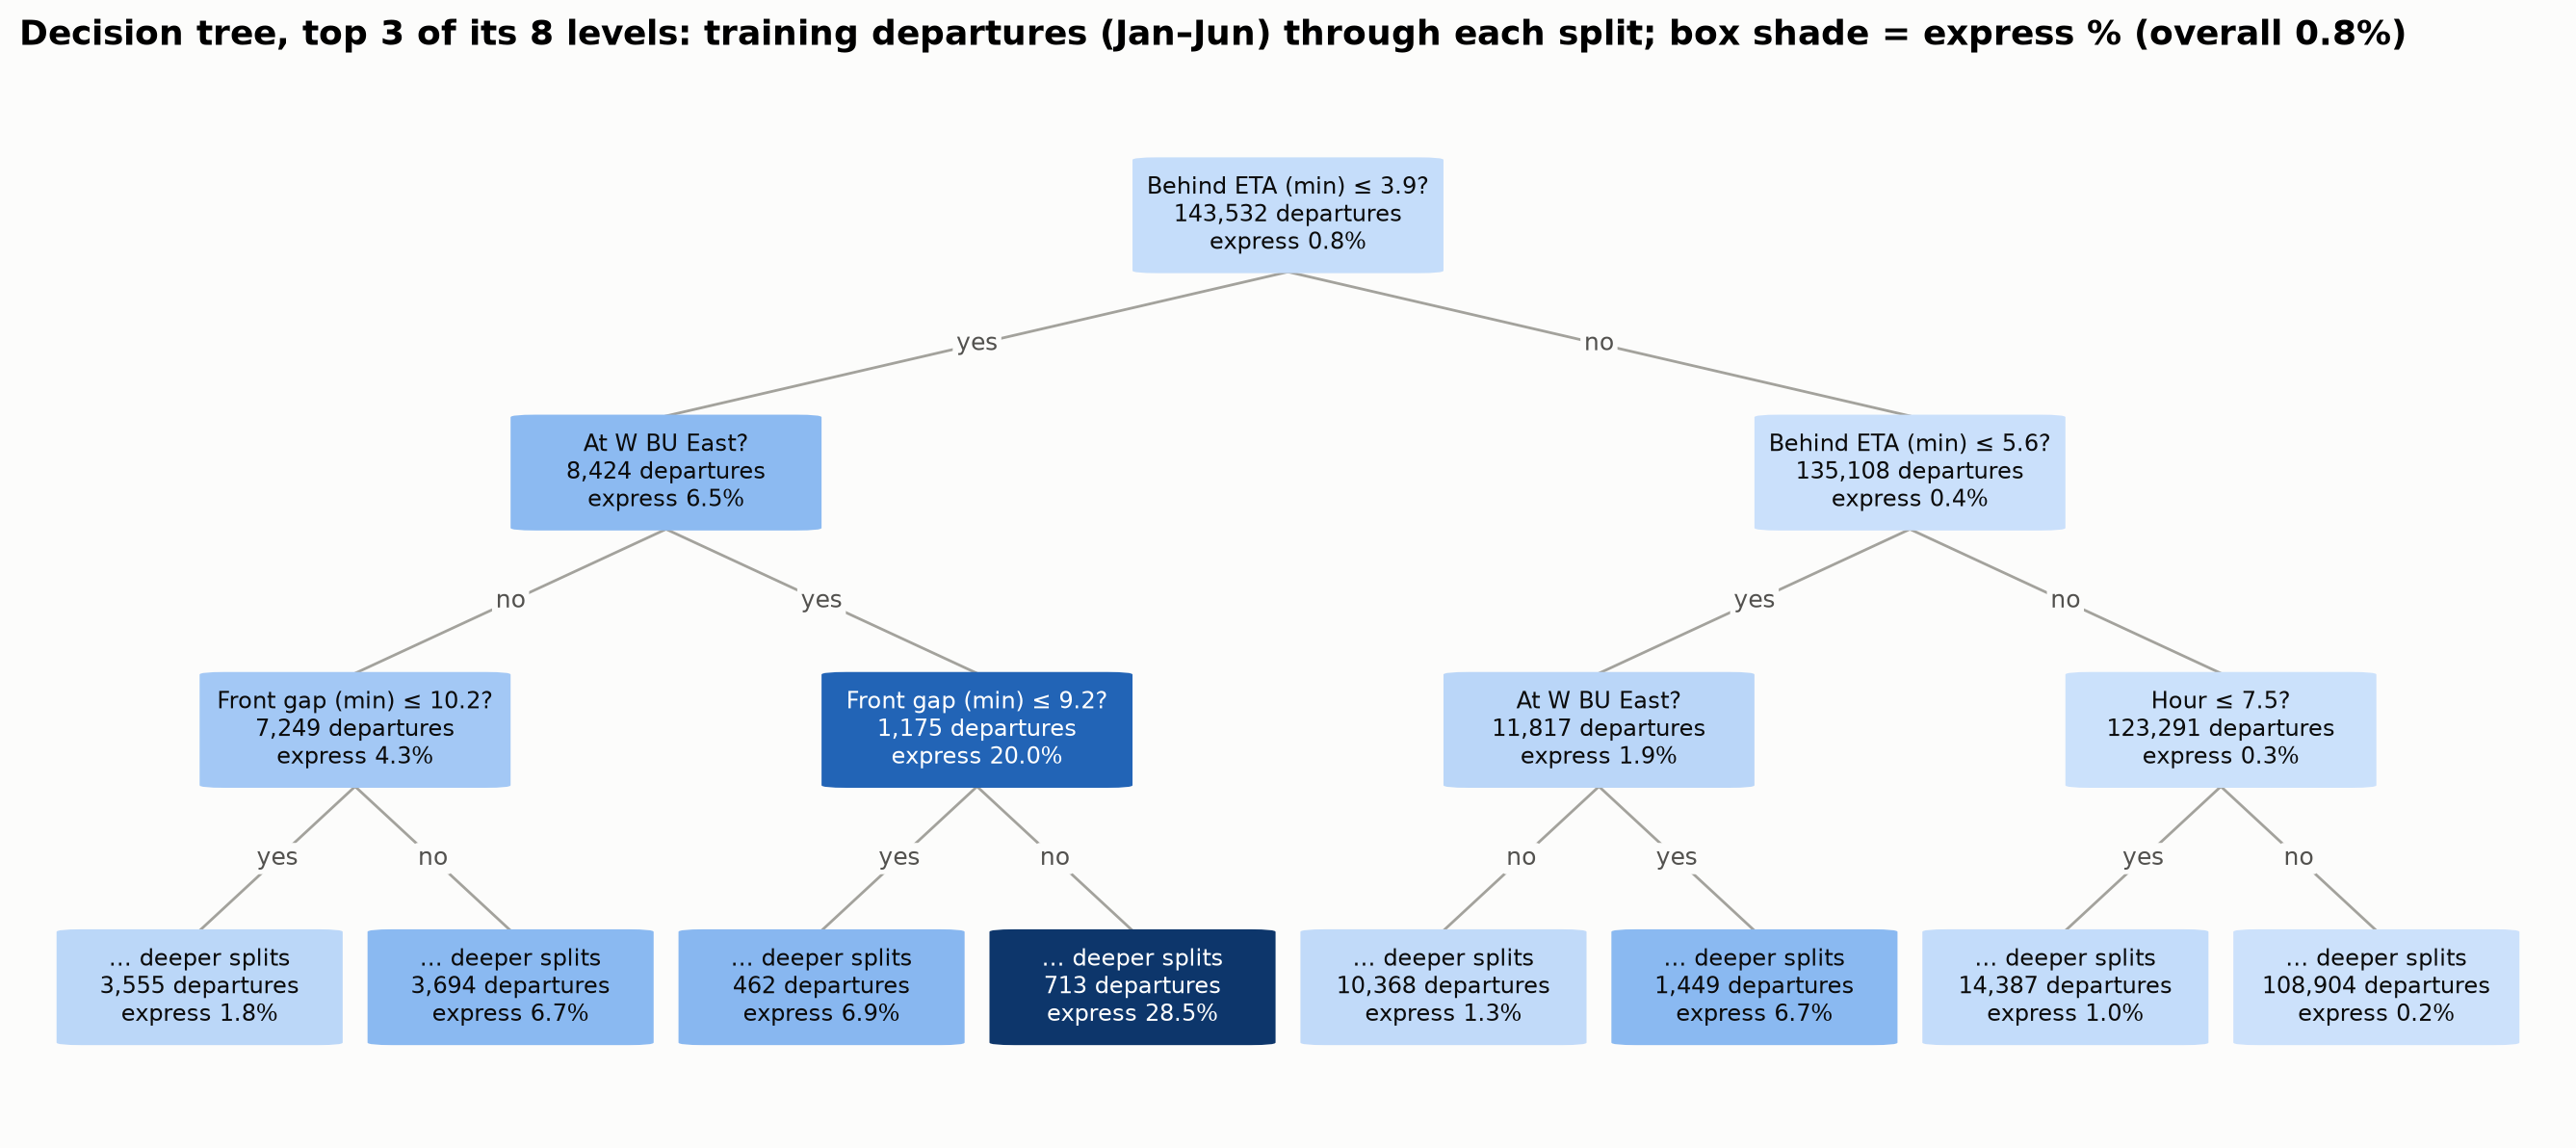 Decision tree, top 3 of its 8 levels: training departures (Jan–Jun) through each split; box shade = express % (overall 0.8%)
Behind ETA (min) ≤ 3.9?
143,532 departures
express 0.8%
yes
no
At W BU East?
8,424 departures
express 6.5%
Behind ETA (min) ≤ 5.6?
135,108 departures
express 0.4%
no
yes
yes
no
Front gap (min) ≤ 10.2?
7,249 departures
express 4.3%
Front gap (min) ≤ 9.2?
1,175 departures
express 20.0%
At W BU East?
11,817 departures
express 1.9%
Hour ≤ 7.5?
123,291 departures
express 0.3%
yes
no
yes
no
no
yes
yes
no
... deeper splits
3,555 departures
express 1.8%
... deeper splits
3,694 departures
express 6.7%
... deeper splits
462 departures
express 6.9%
... deeper splits
713 departures
express 28.5%
... deeper splits
10,368 departures
express 1.3%
... deeper splits
1,449 departures
express 6.7%
... deeper splits
14,387 departures
express 1.0%
... deeper splits
108,904 departures
express 0.2%